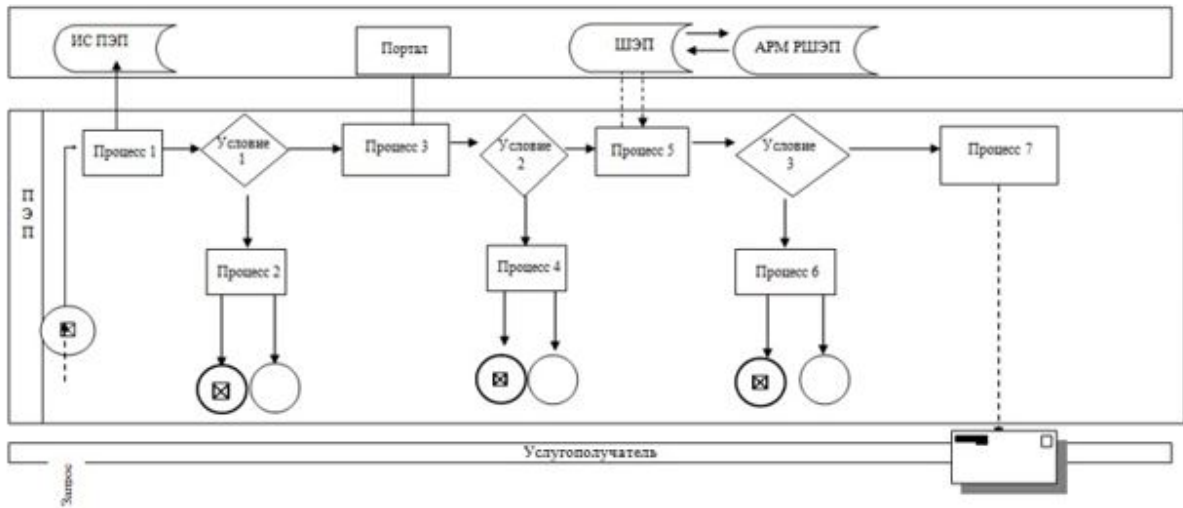 ИС ПЭП
Портал
ШЭП
АРМ РШЭП
П
Э
П
Процесс 1
Условие
1
Процесс 3
Условие
2
Процесс 5
Условие
3
Процесс 7
Процесс 2
Процесс 4
Процесс 6
Услугополучатель
Запрос